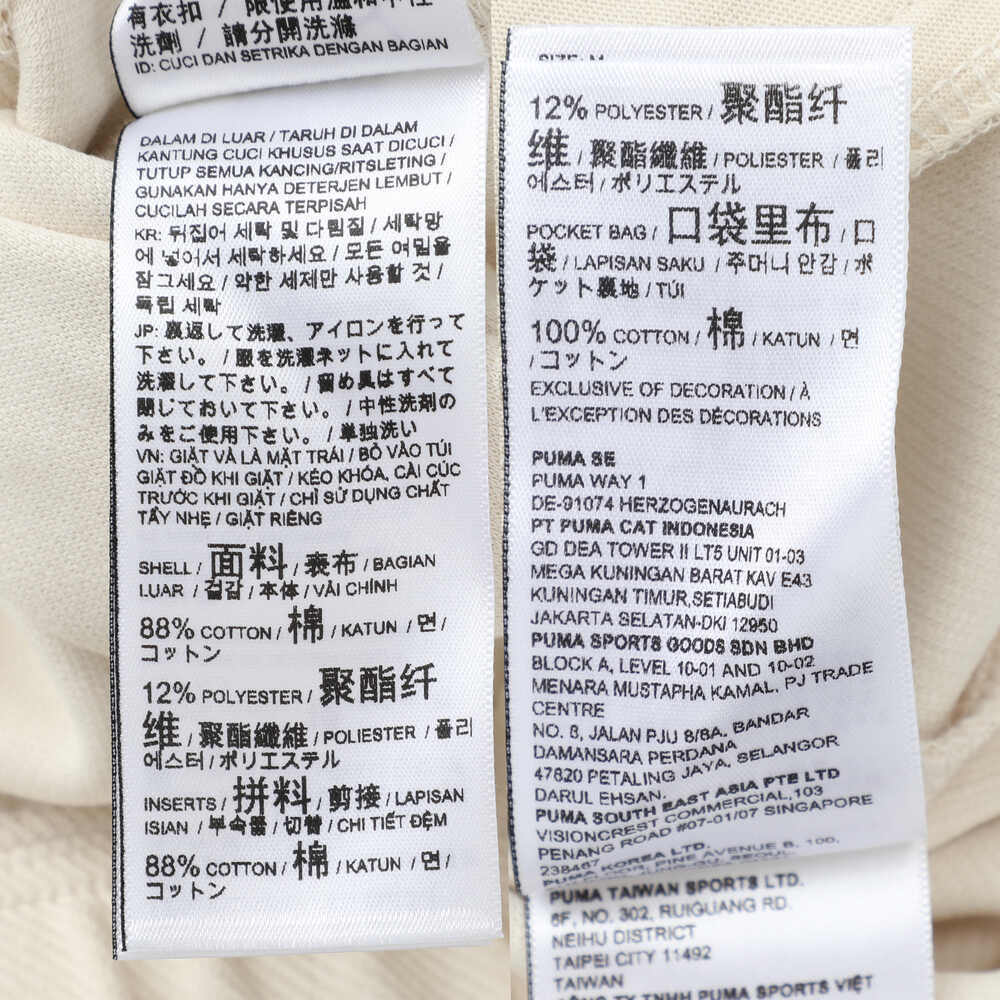 有衣扣 / 限使用溫和中性
洗劑 / 請分開洗滌
ID: CUCI DAN SETRIKA DENGAN BAGIAN
DALAM DI LUAR / TARUH DI DALAM
KANTUNG CUCI KHUSUS SAAT DICUCI /
TUTUP SEMUA KANCING/RITSLETING /
GUNAKAN HANYA DETERJEN LEMBUT /
CUCILAH SECARA TERPISAH
KR: 뒤집어 세탁 및 다림질 / 세탁망
에 넣어서 세탁하세요 / 모든 여밈을
잠그세요 / 약한 세제만 사용할 것 /
독립 세탁
JP: 裏返して洗濯、アイロンを行って
下さい。 / 服を洗濯ネットに入れて
洗濯して下さい。 / 留め具はすべて
閉じておいて下さい。 / 中性洗剤の
みをご使用下さい。 / 単独洗い
VN: GIẶT VÀ LÀ MẶT TRÁI / BỎ VÀO TÚI
GIẶT ĐỒ KHI GIẶT / KÉO KHÓA, CÀI CÚC
TRƯỚC KHI GIẶT / CHỈ SỬ DỤNG CHẤT
TẨY NHẸ / GIẶT RIÊNG
SHELL / 面料 / 表布 / BAGIAN
LUAR / 겉감 / 本体 / VẢI CHÍNH
88% COTTON / 棉 / KATUN / 면 /
コットン
12% POLYESTER / 聚酯纤
维 / 聚酯纖維 / POLIESTER / 폴리
에스터 / ポリエステル
INSERTS / 拼料 / 剪接 / LAPISAN
ISIAN / 부속물 / 切替 / CHI TIẾT ĐỆM
88% COTTON / 棉 / KATUN / 면 /
コットン
SIZE: M
12% POLYESTER / 聚酯纤
维 / 聚酯纖維 / POLIESTER / 폴리
에스터 / ポリエステル
POCKET BAG / 口袋里布 / 口
袋 / LAPISAN SAKU / 주머니 안감 / ポ
ケット裏地 / TÚI
100% COTTON / 棉 / KATUN / 면
/ コットン
EXCLUSIVE OF DECORATION / À
L'EXCEPTION DES DÉCORATIONS
PUMA SE
PUMA WAY 1
DE-91074 HERZOGENAURACH
PT PUMA CAT INDONESIA
GD DEA TOWER II LT5 UNIT 01-03
MEGA KUNINGAN BARAT KAV E43
KUNINGAN TIMUR,SETIABUDI
JAKARTA SELATAN-DKI 12950
PUMA SPORTS GOODS SDN BHD
BLOCK A, LEVEL 10-01 AND 10-02
MENARA MUSTAPHA KAMAL, PJ TRADE
CENTRE
NO. 8, JALAN PJU 8/8A, BANDAR
DAMANSARA PERDANA
47820 PETALING JAYA, SELANGOR
DARUL EHSAN.
PUMA SOUTH EAST ASIA PTE LTD
VISIONCREST COMMERCIAL,103
PENANG ROAD #07-01/07 SINGAPORE
238467
PUMA KOREA LTD.
PINE AVENUE B, 100,
SEOUL
PUMA TAIWAN SPORTS LTD.
6F, NO. 302, RUIGUANG RD.
NEIHU DISTRICT
TAIPEI CITY 11492
TAIWAN
CÔNG TY TNHH PUMA SPORTS VIỆT